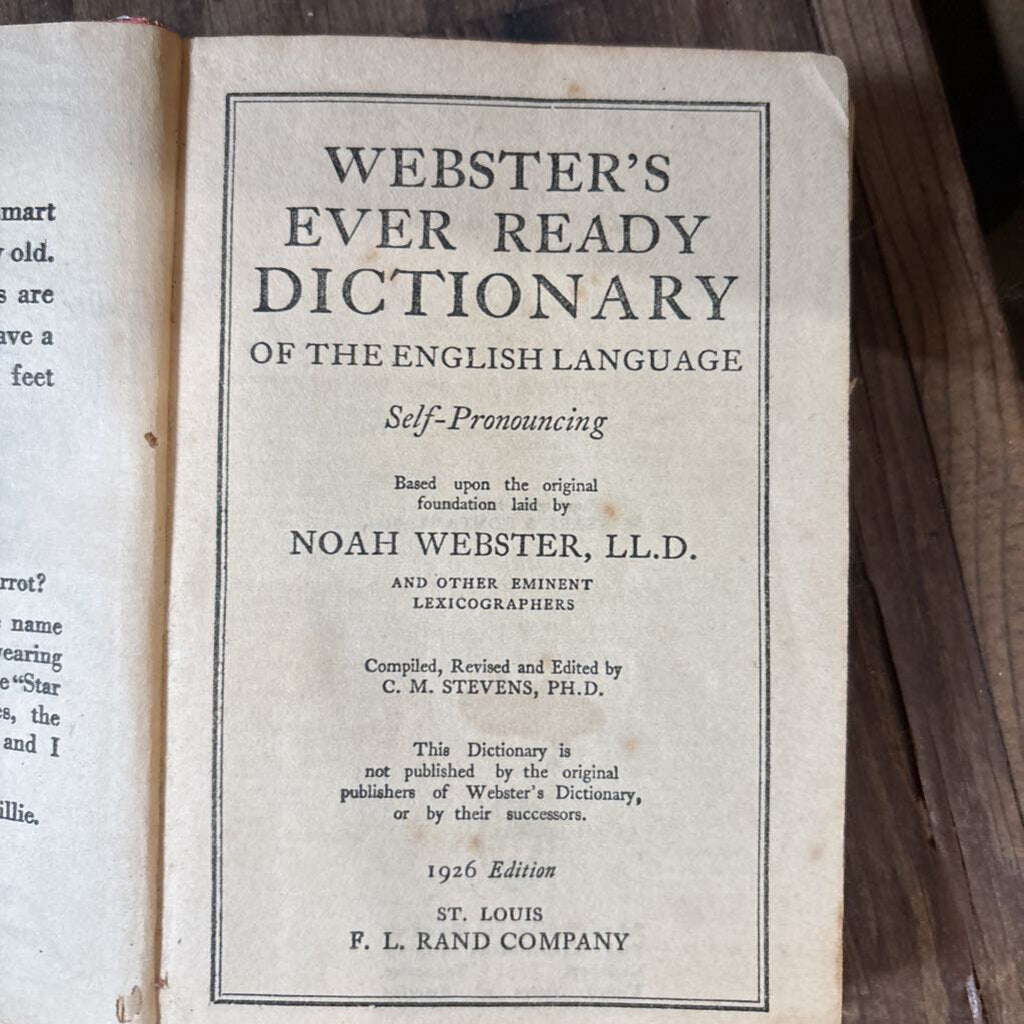 mart
old.
s are
ave a
feet
rrot?
name
earing
e "Star
es, the
and I
illie.
WEBSTER'S
EVER READY
DICTIONARY
OF THE ENGLISH LANGUAGE
Self-Pronouncing
Based upon the original
foundation laid by
NOAH WEBSTER, LL.D.
AND OTHER EMINENT
LEXICOGRAPHERS
Compiled, Revised and Edited by
C. M. STEVENS, PH.D.
This Dictionary is
not published by the original
publishers of Webster's Dictionary,
or by their successors.
1926 Edition
ST. LOUIS
F. L. RAND COMPANY